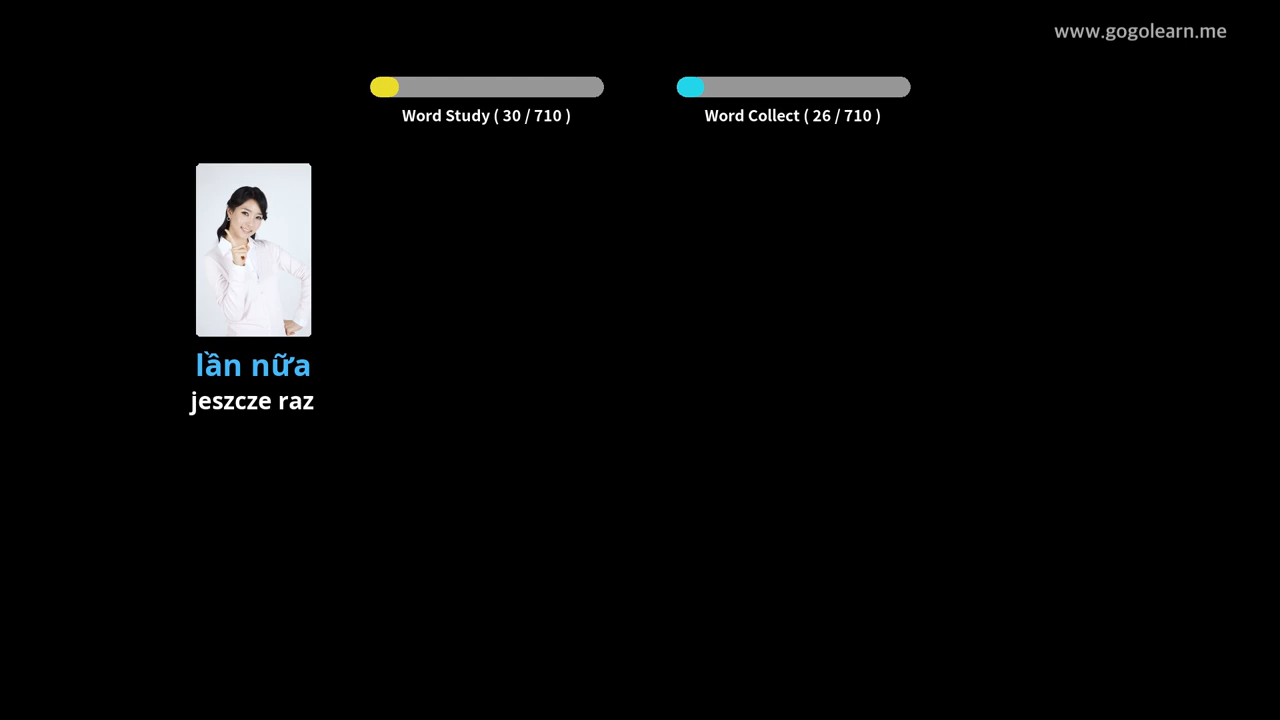 www.gogolearn.me
Word Study ( 30 / 710 )
Word Collect ( 26 / 710 )
lần nữa
jeszcze raz